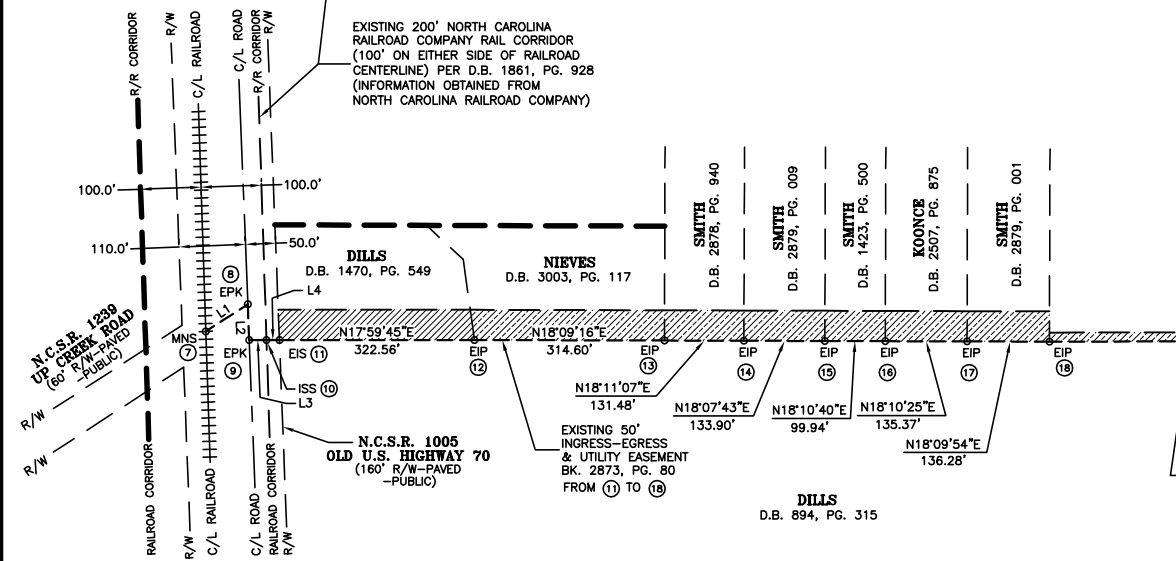 R/R CORRIDOR
R/W
C/L RAILROAD
C/L ROAD
R/R CORRIDOR
R/W
EXISTING 200' NORTH CAROLINA
RAILROAD COMPANY RAIL CORRIDOR
(100' ON EITHER SIDE OF RAILROAD
CENTERLINE) PER D.B. 1861, PG. 928
(INFORMATION OBTAINED FROM
NORTH CAROLINA RAILROAD COMPANY)
100.0'
100.0'
110.0'
50.0'
DILLS
D.B. 1470, PG. 549
NIEVES
D.B. 3003, PG. 117
SMITH
D.B. 2878, PG. 940
SMITH
D.B. 2879, PG. 009
SMITH
D.B. 1423, PG. 500
KOONCE
D.B. 2507, PG. 875
SMITH
D.B. 2879, PG. 001
8
EPK
L4
L1
L2
N.C.S.R. 1239
UP CREEK ROAD
(60' R/W-PAVED
-PUBLIC)
MNS
7
EPK
9
EIS 11
N17°59'45"E
322.56'
EIP
12
N18°09'16"E
314.60'
EIP
13
EIP
14
EIP
15
EIP
16
EIP
17
EIP
18
ISS 10
L3
N18°11'07"E
131.48'
N18°07'43"E
133.90'
N18°10'40"E
99.94'
N18°10'25"E
135.37'
N18°09'54"E
136.28'
R/W
R/W
N.C.S.R. 1005
OLD U.S. HIGHWAY 70
(160' R/W-PAVED
-PUBLIC)
EXISTING 50'
INGRESS-EGRESS
& UTILITY EASEMENT
BK. 2873, PG. 80
FROM 11 TO 18
DILLS
D.B. 894, PG. 315
RAILROAD CORRIDOR
R/W
C/L RAILROAD
C/L ROAD
RAILROAD CORRIDOR
R/W